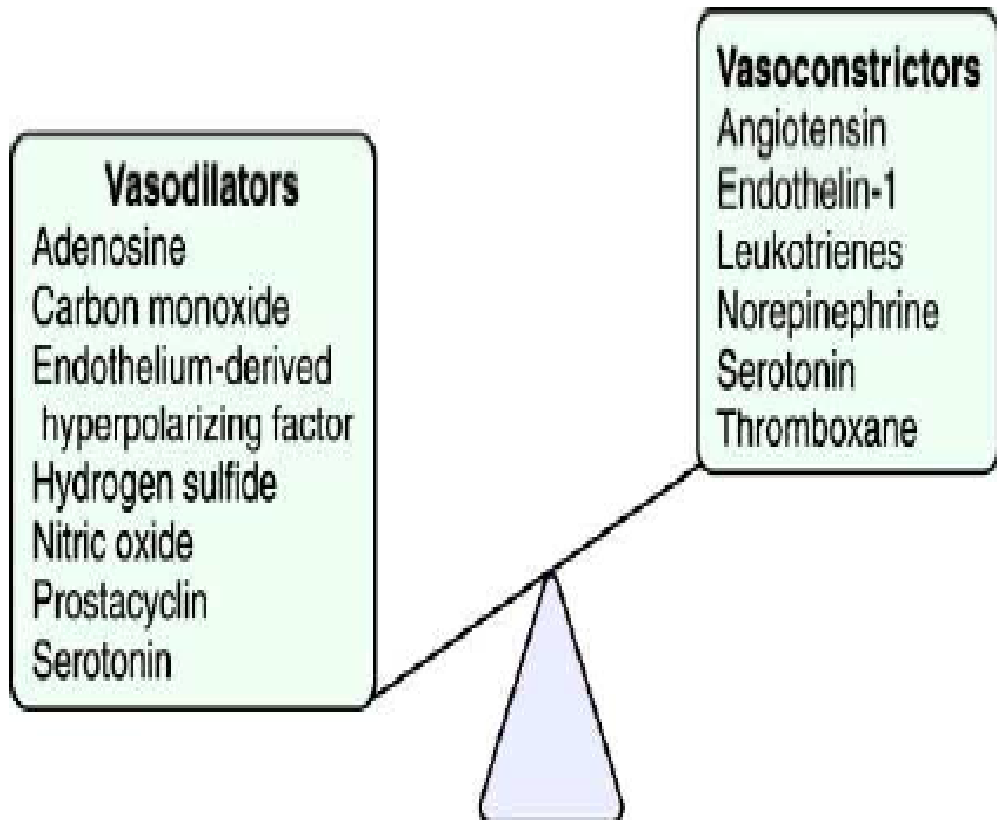 Vasodilators
Adenosine
Carbon monoxide
Endothelium-derived
hyperpolarizing factor
Hydrogen sulfide
Nitric oxide
Prostacyclin
Serotonin
Vasoconstrictors
Angiotensin
Endothelin-1
Leukotrienes
Norepinephrine
Serotonin
Thromboxane